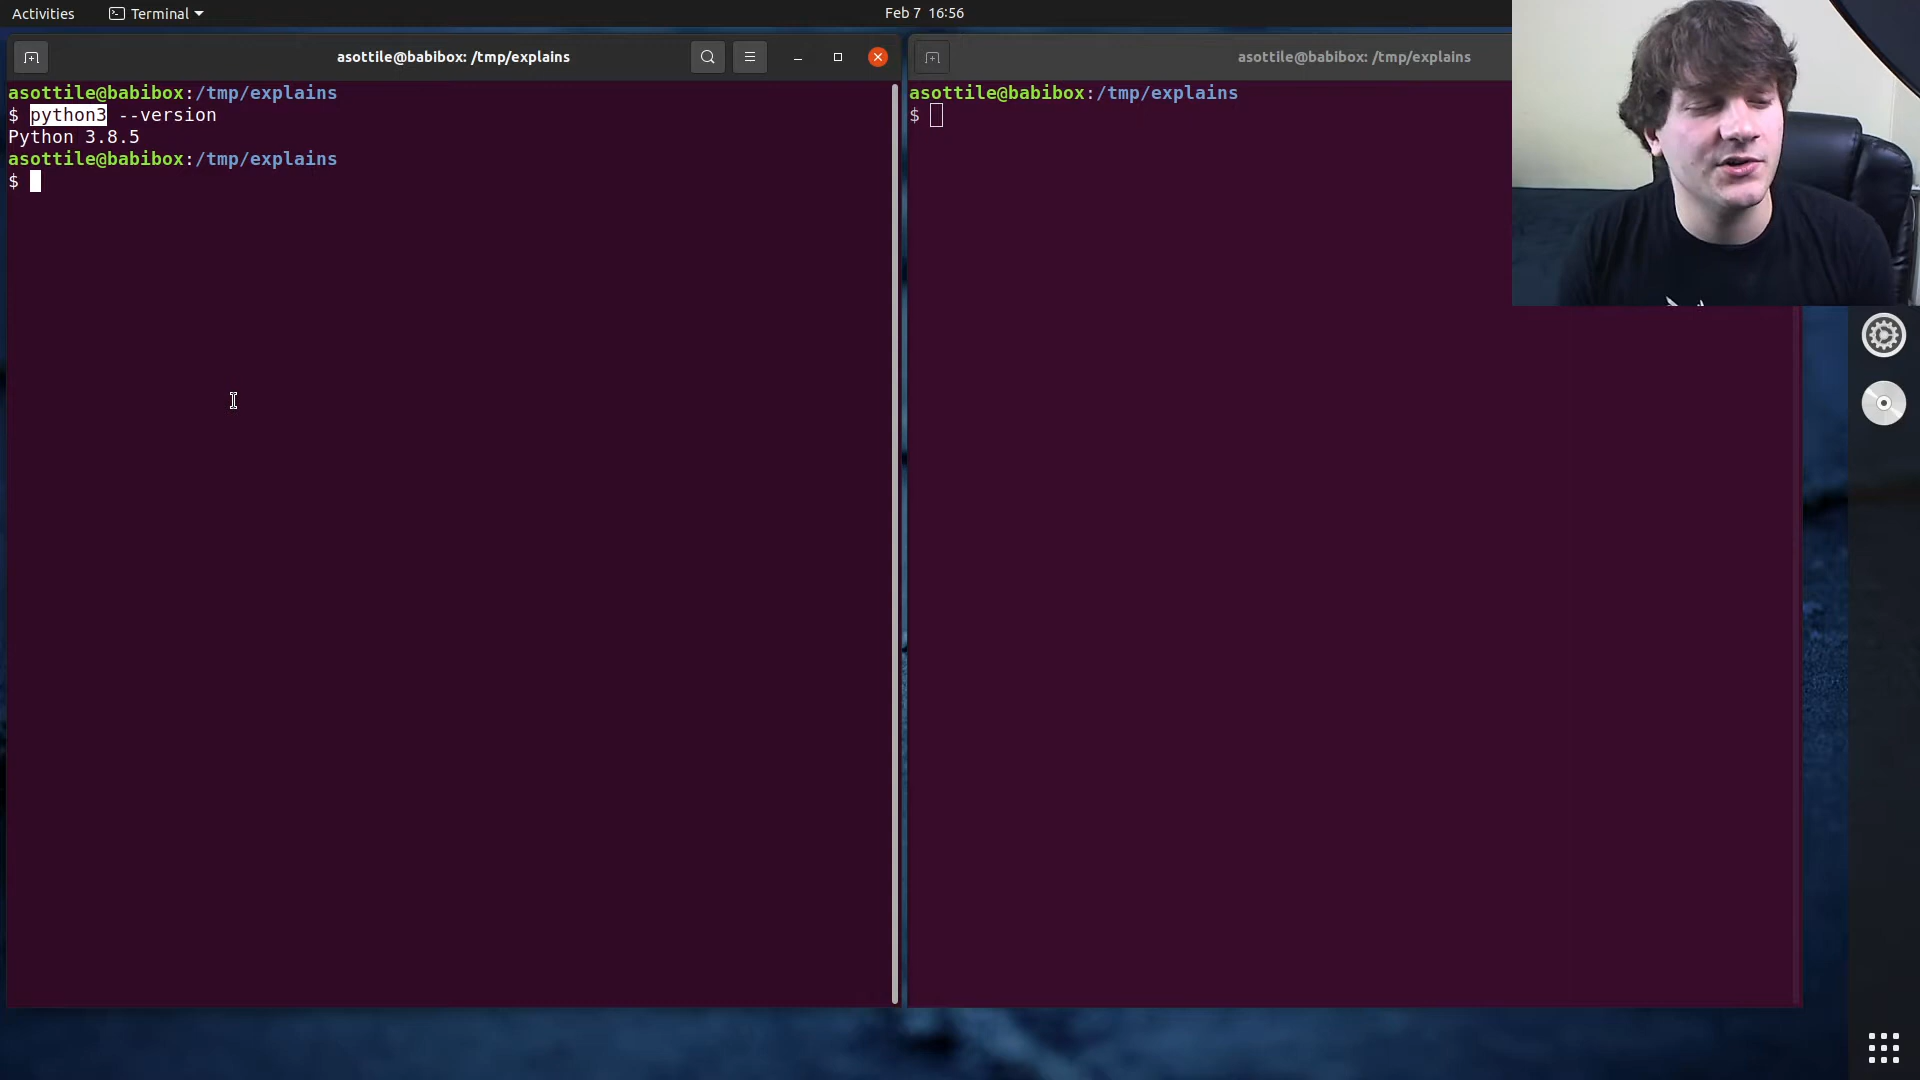 Activities
Terminal
Feb 7 16:56
asottile@babibox: /tmp/explains
asottile@babibox:/tmp/explains
$ python3 --version
Python 3.8.5
asottile@babibox:/tmp/explains
$
asottile@babibox: /tmp/explains
asottile@babibox:/tmp/explains
$